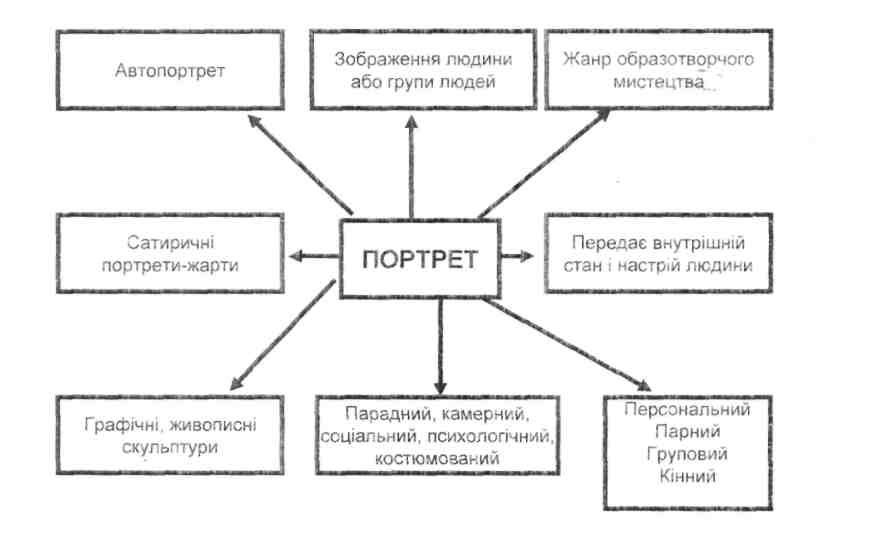 Автопортрет
Зображення людини
або групи людей
Жанр образотворчого
мистецтва
Сатиричні
портрети-жарти
ПОРТРЕТ
Передає внутрішній
стан і настрій людини
Графічні, живописні
скульптури
Парадний, камерний,
соціальний, психологічний,
костюмований
Персональний
Парний
Груповий
Кінний